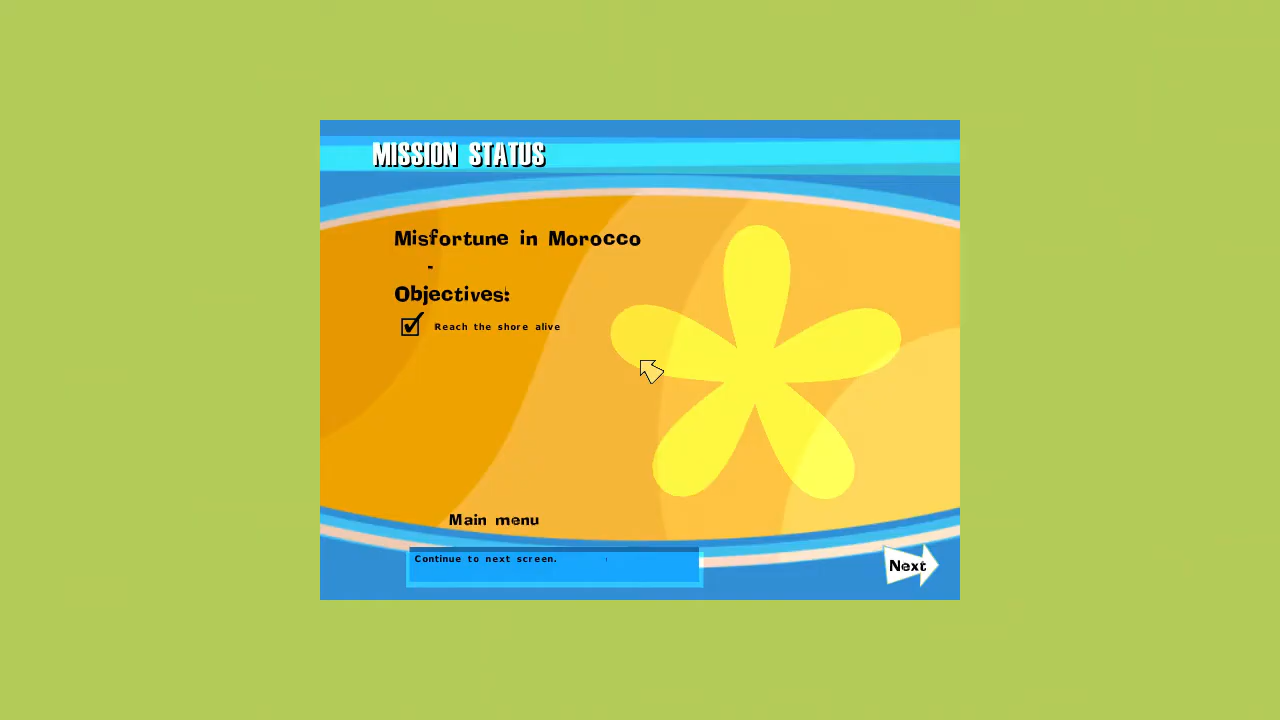 MISSION STATUS
Misfortune in Morocco
-
Objectives:
Reach the shore alive
Main menu
Continue to next screen.
Next